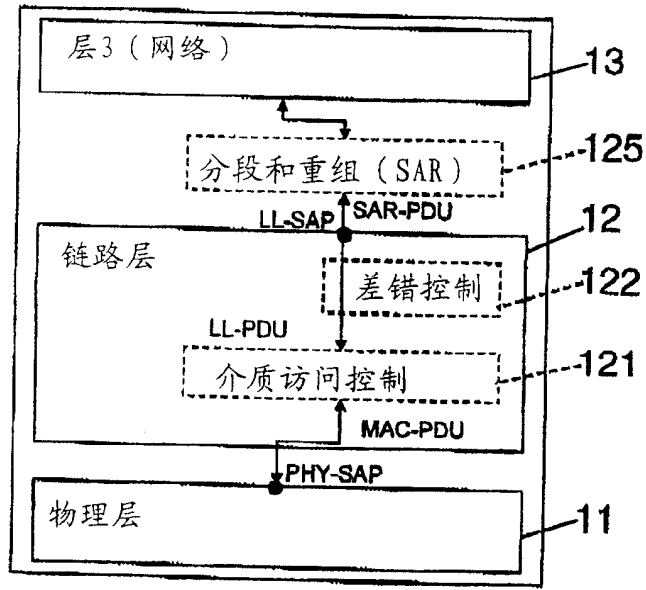 层3（网络）
13
分段和重组（SAR）
125
LL-SAP
SAR-PDU
12
链路层
差错控制
122
LL-PDU
介质访问控制
121
MAC-PDU
PHY-SAP
物理层
11